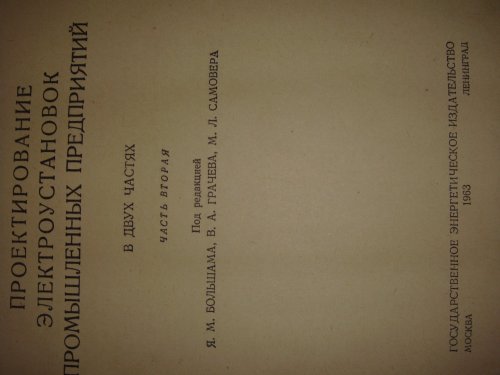 ПРОЕКТИРОВАНИЕ
ЭЛЕКТРОУСТАНОВОК
ПРОМЫШЛЕННЫХ ПРЕДПРИЯТИЙ
В ДВУХ ЧАСТЯХ
ЧАСТЬ ВТОРАЯ
Под редакцией
Я. М. БОЛЬШАМА, В. А. ГРАЧЕВА, М. Л. САМОВЕРА
ГОСУДАРСТВЕННОЕ ЭНЕРГЕТИЧЕСКОЕ ИЗДАТЕЛЬСТВО
МОСКВА 1963 ЛЕНИНГРАД